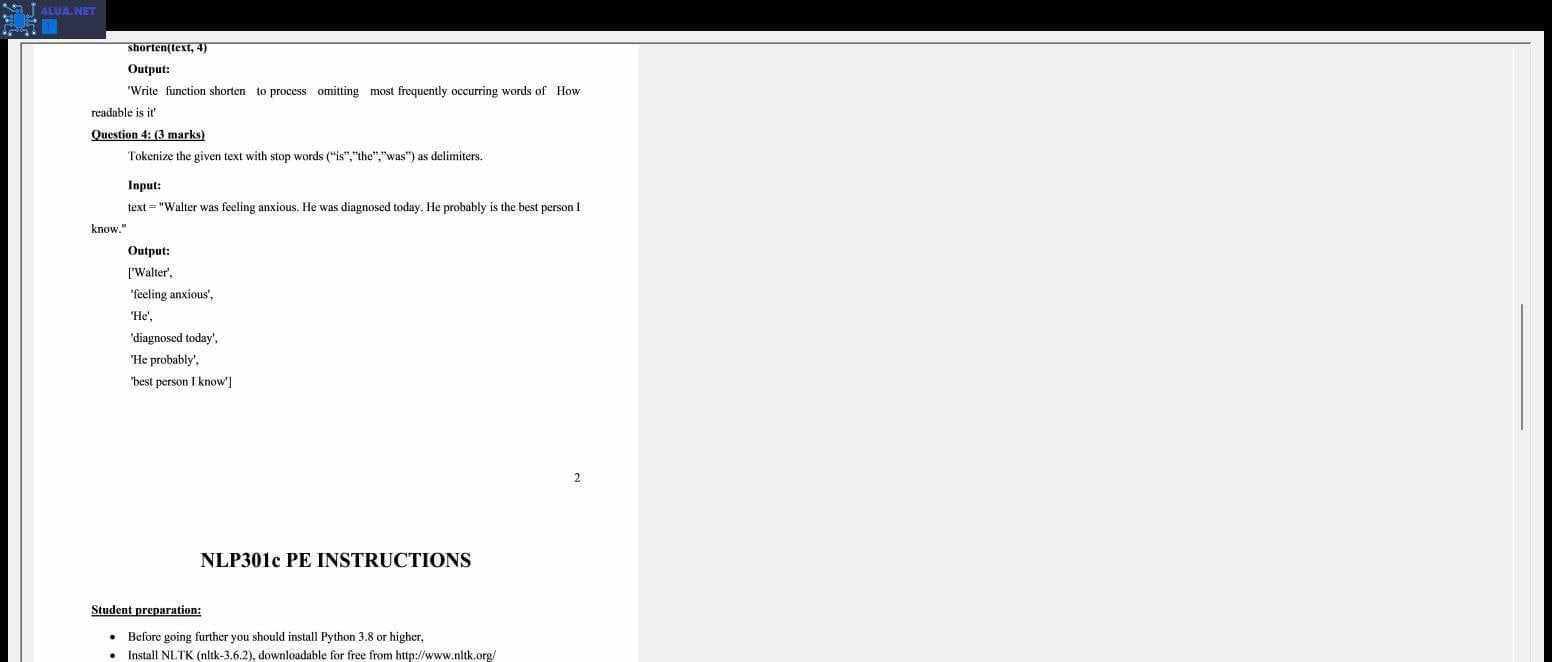 4LUA.NET
shorten(text, 4)
Output:
'Write function shorten to process omitting most frequently occurring words of How
readable is it'
Question 4: (3 marks)
Tokenize the given text with stop words (“is”,”the”,”was”) as delimiters.
Input:
text = "Walter was feeling anxious. He was diagnosed today. He probably is the best person I
know."
Output:
['Walter',
'feeling anxious',
'He',
'diagnosed today',
'He probably',
'best person I know']
2
NLP301c PE INSTRUCTIONS
Student preparation:
• Before going further you should install Python 3.8 or higher,
• Install NLTK (nltk-3.6.2), downloadable for free from http://www.nltk.org/